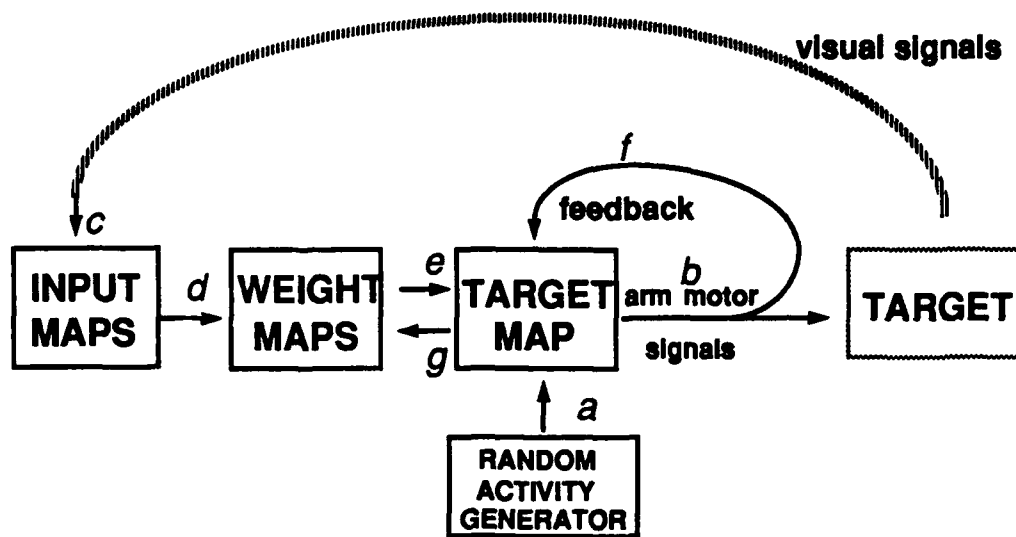 visual signals
f
feedback
c
INPUT
MAPS
d
WEIGHT
MAPS
e
g
TARGET
MAP
b
arm motor
signals
TARGET
a
RANDOM
ACTIVITY
GENERATOR